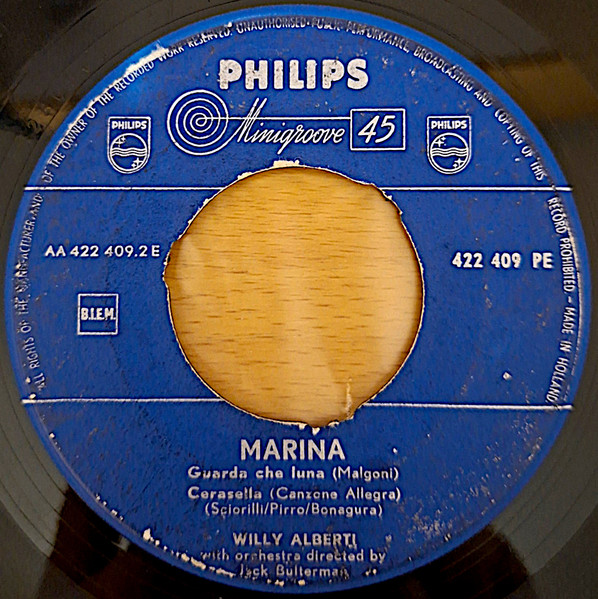 ALL RIGHTS OF THE MANUFACTURER AND OF THE OWNER OF THE RECORDED WORK RESERVED. UNAUTHORISED PUBLIC PERFORMANCE, BROADCASTING AND COPYING OF THIS RECORD PROHIBITED - MADE IN HOLLAND
PHILIPS
PHILIPS
Minigroove 45
PHILIPS
AA 422 409.2 E
422 409 PE
B.I.E.M.
MARINA
Guarda che luna (Malgoni)
Cerasella (Canzone Allegra)
(Sciorilli/Pirro/Bonagura)
WILLY ALBERTI
with orchestra directed by
Jack Bulterman